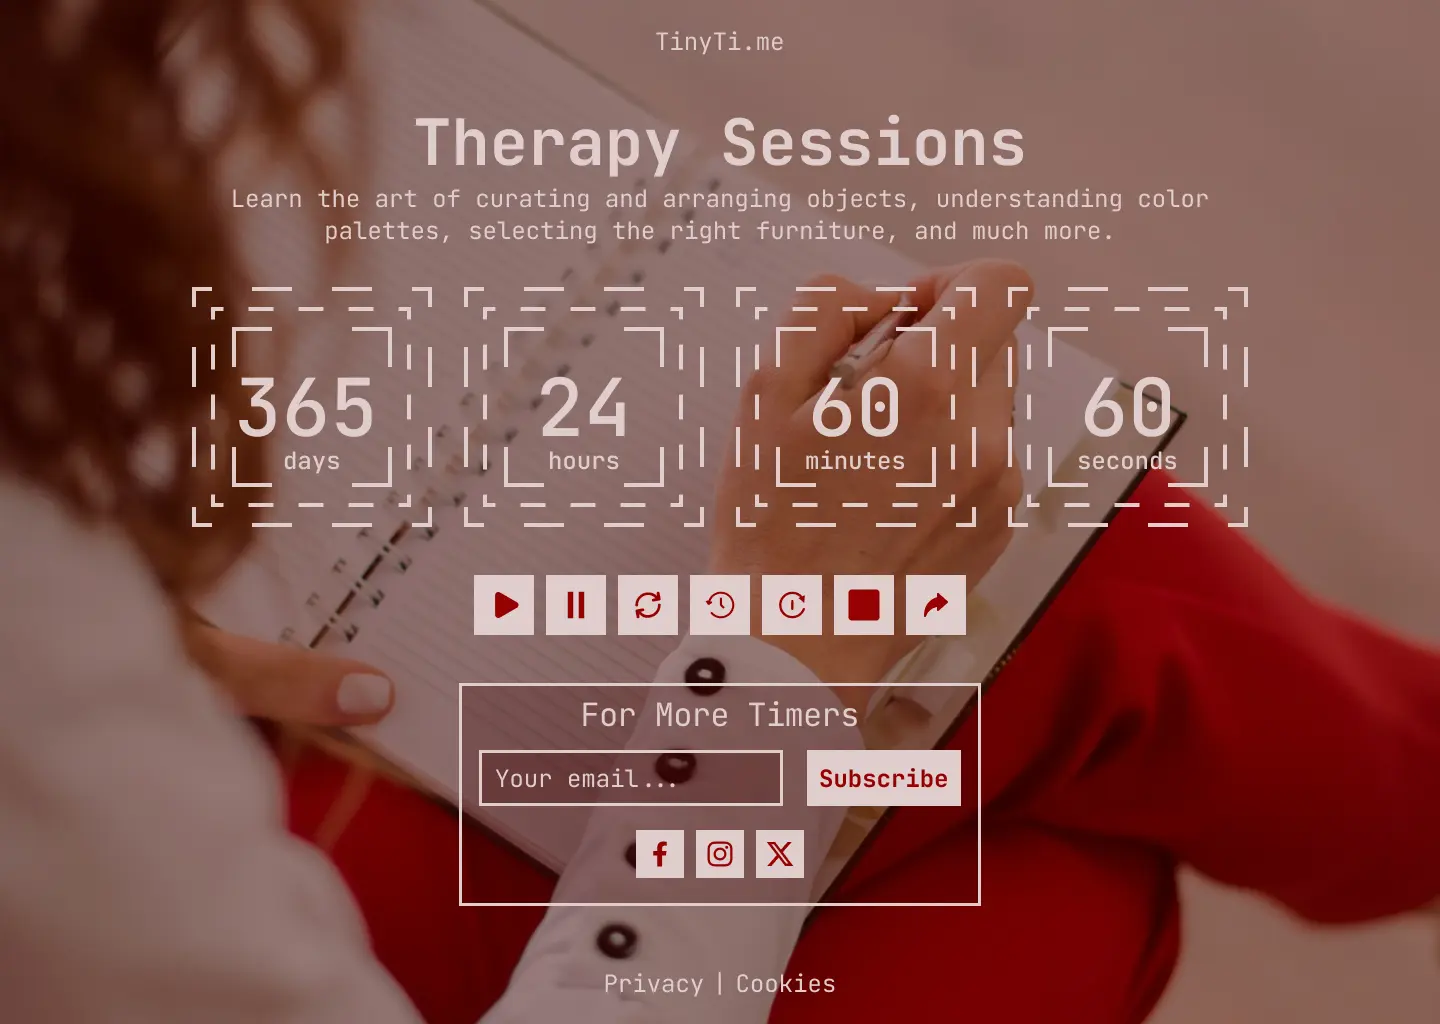 TinyTi.me
Therapy Sessions
Learn the art of curating and arranging objects, understanding color
palettes, selecting the right furniture, and much more.
365
days
24
hours
60
minutes
60
seconds
For More Timers
Your email...
Subscribe
Privacy | Cookies